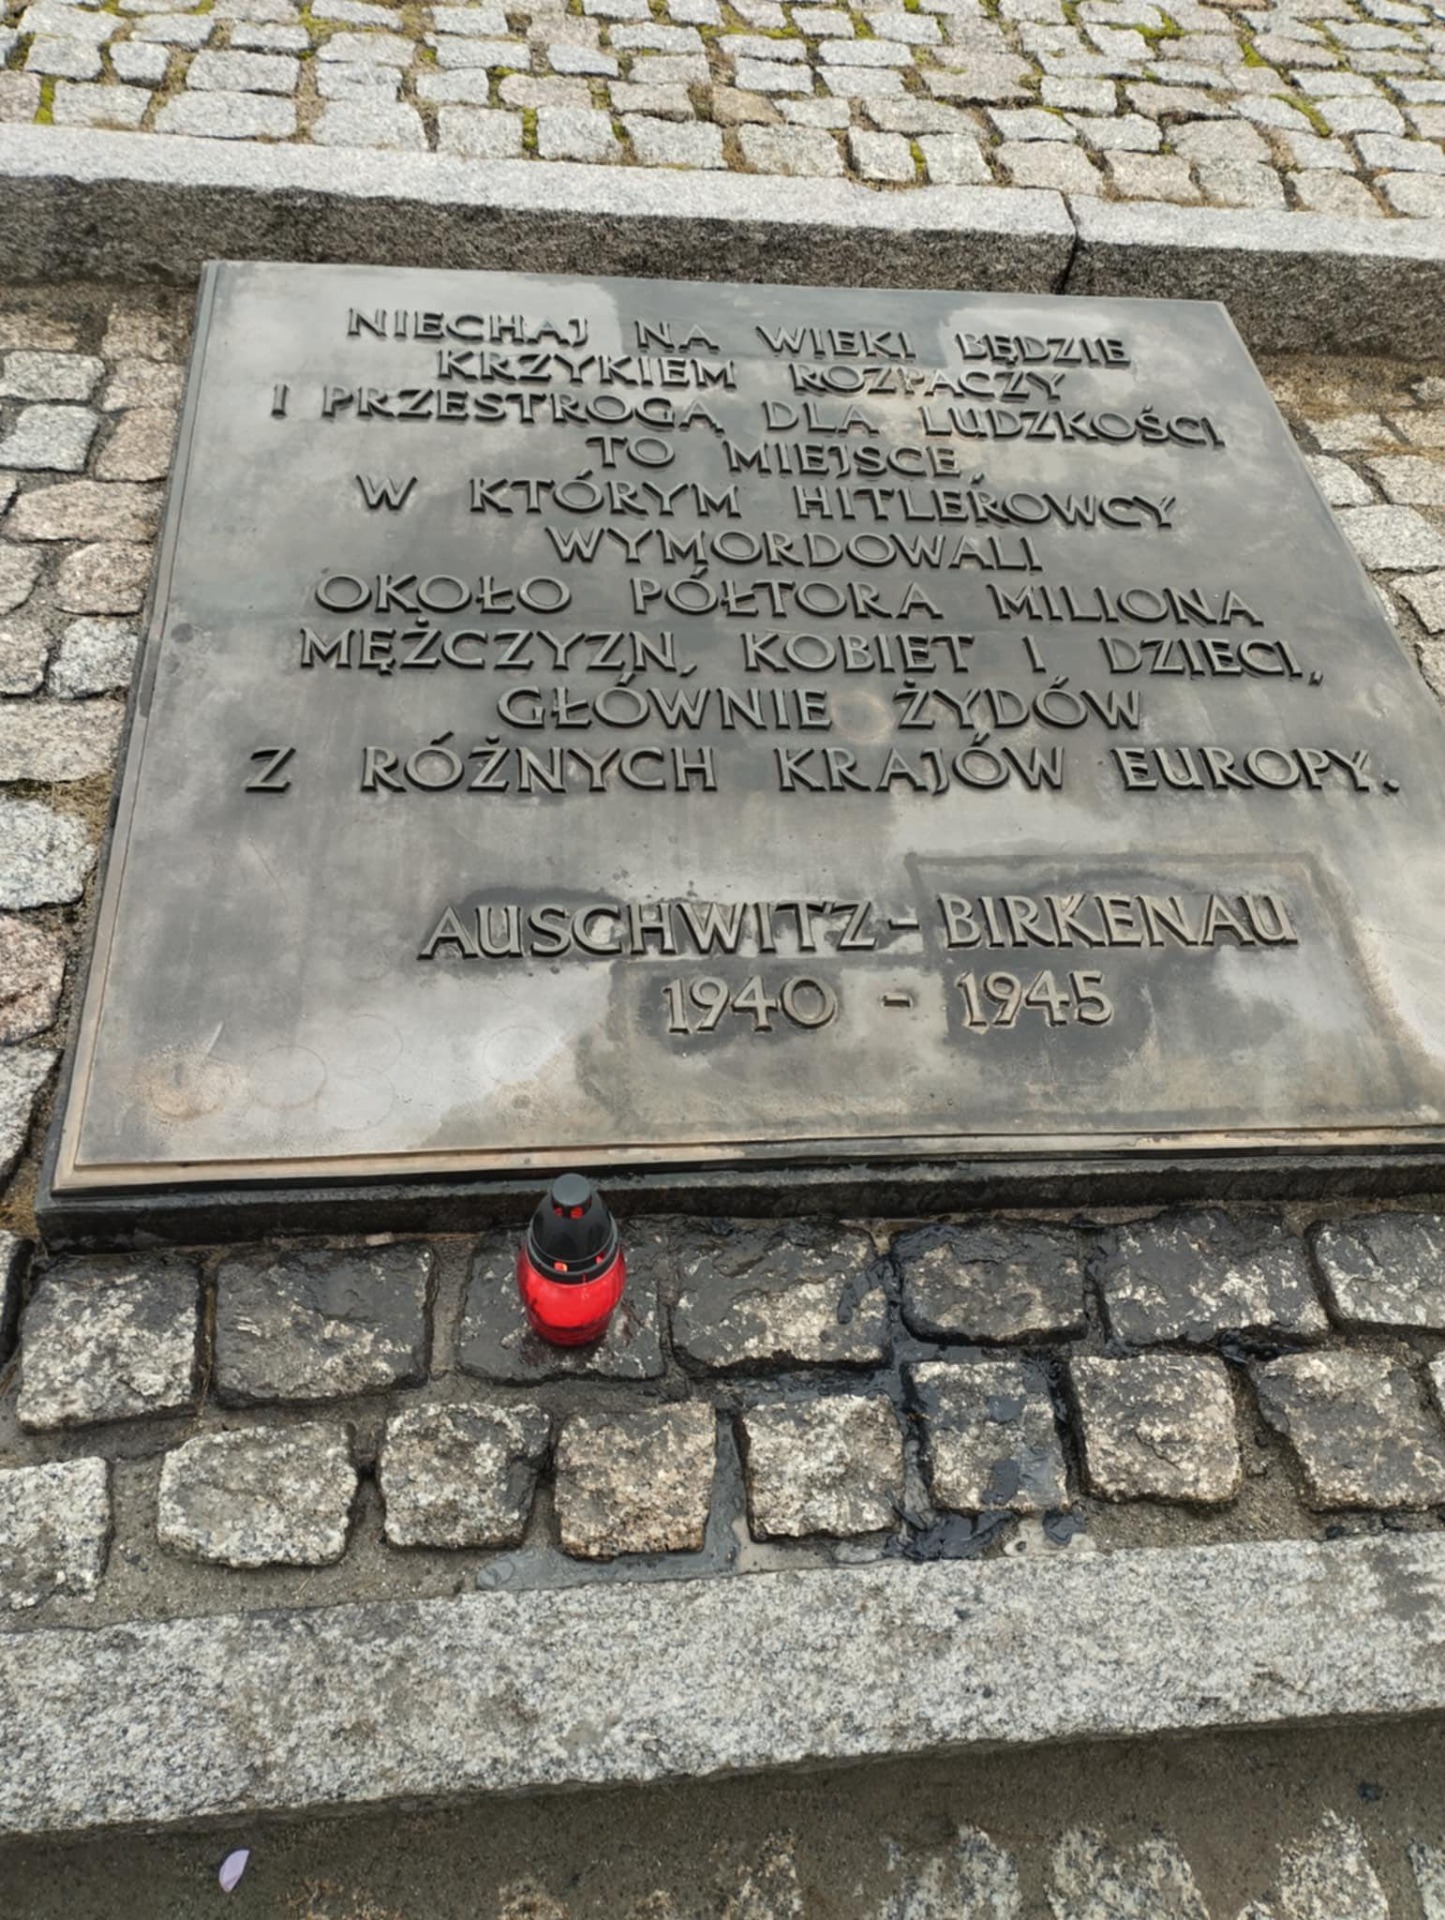 NIECHAJ NA WIEKI BĘDZIE
KRZYKIEM ROZPACZY
I PRZESTROGĄ DLA LUDZKOŚCI
TO MIEJSCE,
W KTÓRYM HITLEROWCY
WYMORDOWALI
OKOŁO PÓŁTORA MILIONA
MĘŻCZYZN, KOBIET I DZIECI,
GŁÓWNIE ŻYDÓW
Z RÓŻNYCH KRAJÓW EUROPY.
AUSCHWITZ - BIRKENAU
1940 - 1945